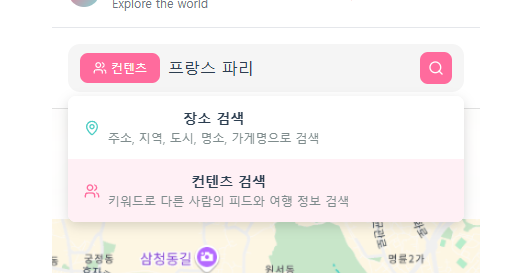 Explore the world
컨텐츠
프랑스 파리
장소 검색
주소, 지역, 도시, 명소, 가게명으로 검색
컨텐츠 검색
키워드로 다른 사람의 피드와 여행 정보 검색
궁정동
삼청동길
원서동
명륜2가